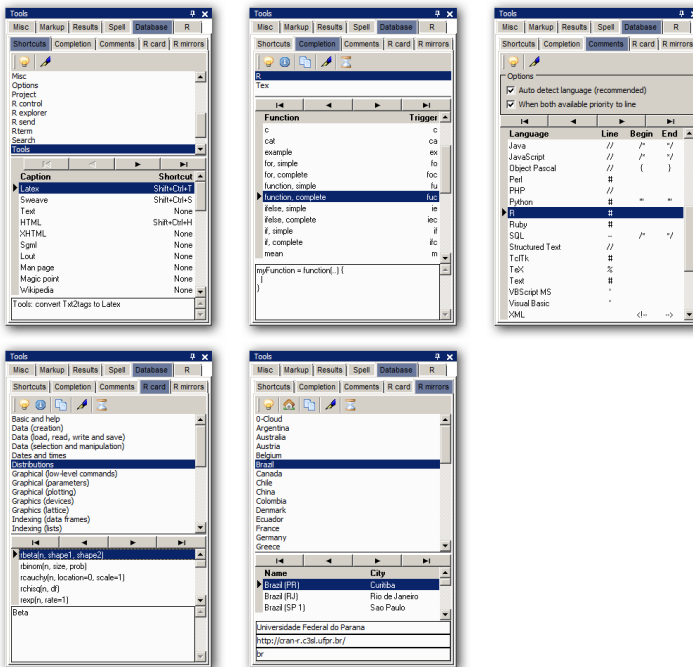 Tools
Misc Markup Results Spell Database R
Shortcuts Completion Comments R card R mirrors
Misc
Options
Project
R control
R explorer
R send
Rterm
Search
Tools
Caption Shortcut
Latex Shift+Ctrl+T
Sweave Shift+Ctrl+S
Text None
HTML Shift+Ctrl+H
XHTML None
Sgml None
Lout None
Man page None
Magic point None
Wikipedia None
Tools: convert Txt2tags to Latex
Tools
Misc Markup Results Spell Database R
Shortcuts Completion Comments R card R mirrors
R
Tex
Function Trigger
c c
cat ca
example ex
for, simple fo
for, complete foc
function, simple fu
function, complete fuc
ifelse, simple ie
ifelse, complete iec
if, simple if
if, complete ifc
mean m
myFunction = function(..) {
|
}
Tools
Misc Markup Results Spell Database R
Shortcuts Completion Comments R card R mirrors
Options
Auto detect language (recommended)
When both available priority to line
Language Line Begin End
Java // /* */
JavaScript // /* */
Object Pascal // { }
Perl #
PHP //
Python #
R #
Ruby #
SQL -- /* */
Structured Text //
TclTk #
TeX %
Text #
VBScript MS '
Visual Basic '
XML <!-- -->
Tools
Misc Markup Results Spell Database R
Shortcuts Completion Comments R card R mirrors
Basic and help
Data (creation)
Data (load, read, write and save)
Data (selection and manipulation)
Dates and times
Distributions
Graphical (low-level commands)
Graphical (parameters)
Graphical (plotting)
Graphics (devices)
Graphics (lattice)
Indexing (data frames)
Indexing (lists)
rbeta(n, shape1, shape2)
rbinom(n, size, prob)
rcauchy(n, location=0, scale=1)
rchisq(n, df)
rexp(n, rate=1)
Beta
Tools
Misc Markup Results Spell Database R
Shortcuts Completion Comments R card R mirrors
0-Cloud
Argentina
Australia
Austria
Belgium
Brazil
Canada
Chile
China
Colombia
Denmark
Ecuador
France
Germany
Greece
Name City
Brazil (PR) Curitiba
Brazil (RJ) Rio de Janeiro
Brazil (SP 1) Sao Paulo
Universidade Federal do Parana
http://cran-r.c3sl.ufpr.br/
br